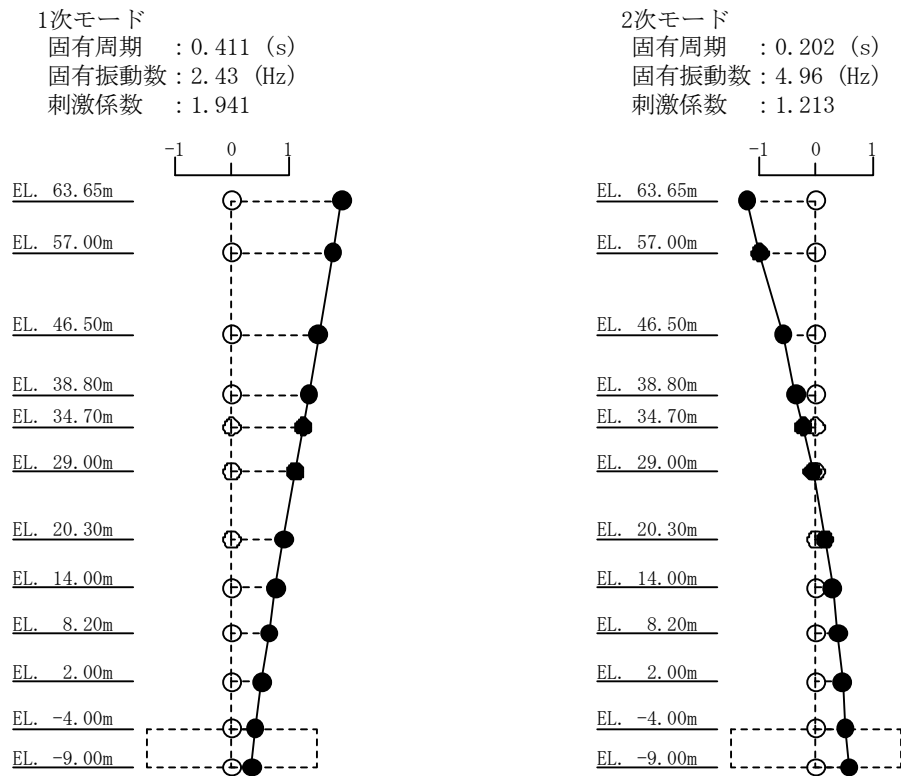 1次モード
固有周期 : 0.411 (s)
固有振動数 : 2.43 (Hz)
刺激係数 : 1.941
-1 0 1
EL. 63.65m
EL. 57.00m
EL. 46.50m
EL. 38.80m
EL. 34.70m
EL. 29.00m
EL. 20.30m
EL. 14.00m
EL. 8.20m
EL. 2.00m
EL. -4.00m
EL. -9.00m
2次モード
固有周期 : 0.202 (s)
固有振動数 : 4.96 (Hz)
刺激係数 : 1.213
-1 0 1
EL. 63.65m
EL. 57.00m
EL. 46.50m
EL. 38.80m
EL. 34.70m
EL. 29.00m
EL. 20.30m
EL. 14.00m
EL. 8.20m
EL. 2.00m
EL. -4.00m
EL. -9.00m